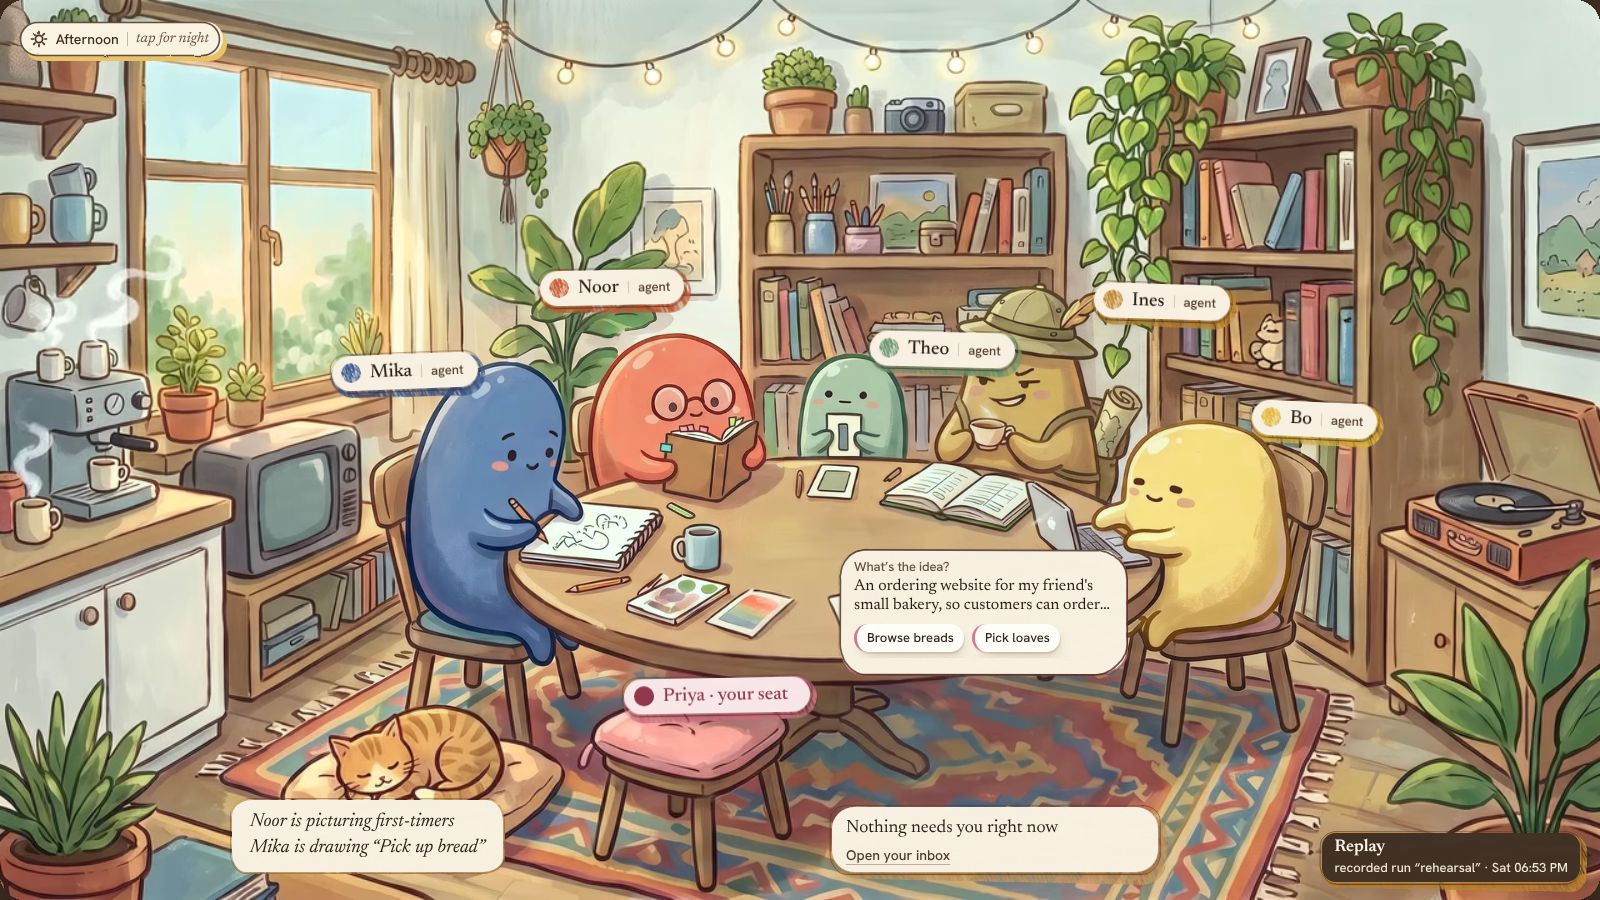 Afternoon tap for night
Noor agent
Ines agent
Theo agent
Mika agent
Bo agent
What's the idea?
An ordering website for my friend's
small bakery, so customers can order…
Browse breads Pick loaves
Priya · your seat
Noor is picturing first-timers
Mika is drawing “Pick up bread”
Nothing needs you right now
Open your inbox
Replay
recorded run “rehearsal” · Sat 06:53 PM